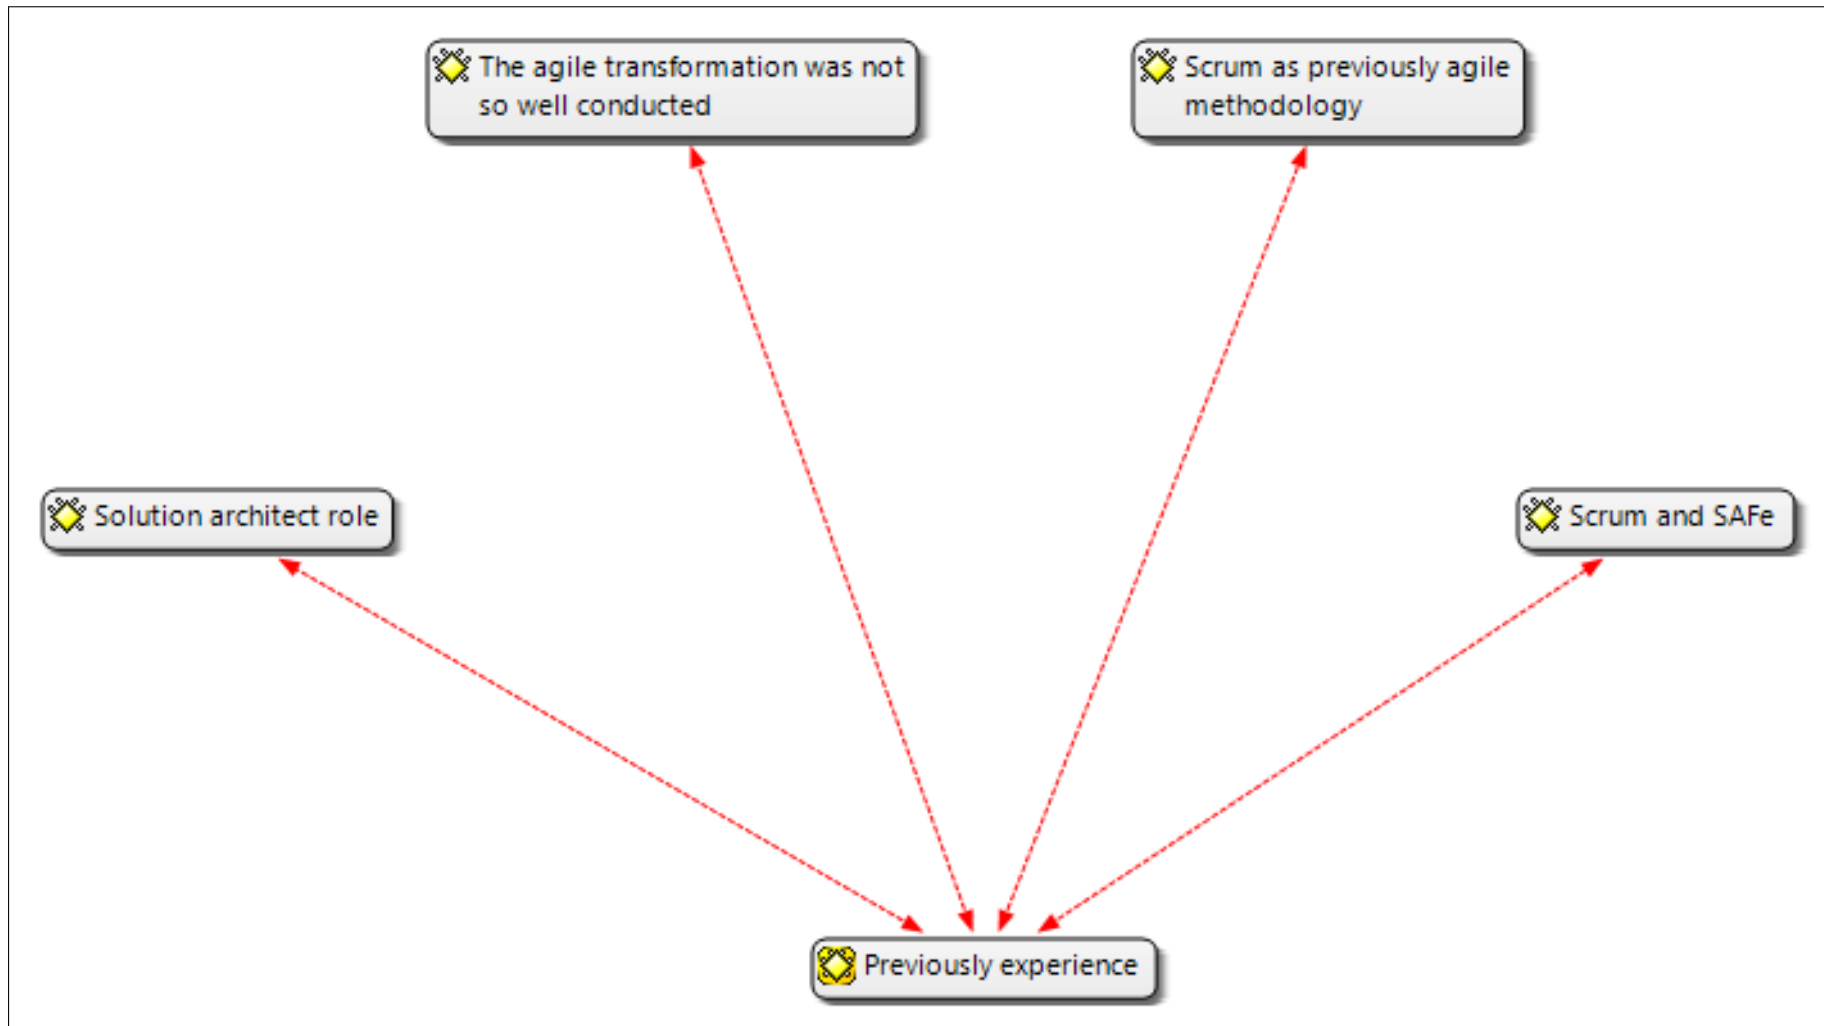 The agile transformation was not
so well conducted
Scrum as previously agile
methodology
Solution architect role
Scrum and SAFe
Previously experience